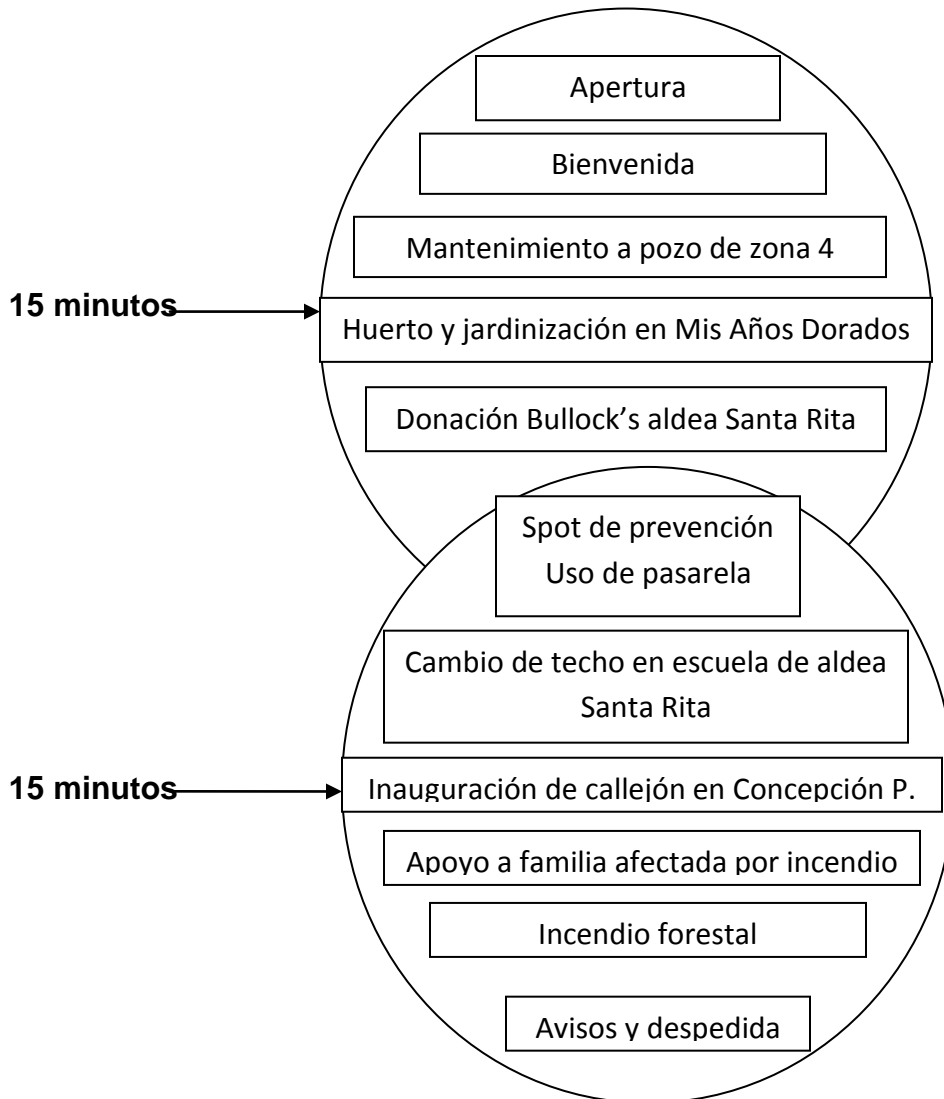 Apertura
Bienvenida
Mantenimiento a pozo de zona 4
15 minutos
Huerto y jardinización en Mis Años Dorados
Donación Bullock’s aldea Santa Rita
Spot de prevención
Uso de pasarela
Cambio de techo en escuela de aldea
Santa Rita
15 minutos
Inauguración de callejón en Concepción P.
Apoyo a familia afectada por incendio
Incendio forestal
Avisos y despedida